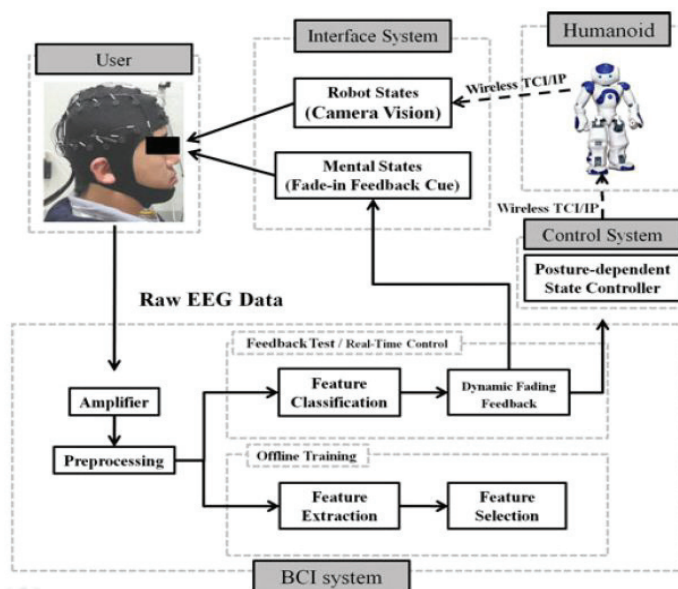 User
Interface System
Humanoid
Robot States
(Camera Vision)
Wireless TCI/IP
Mental States
(Fade-in Feedback Cue)
Wireless TCI/IP
Control System
Posture-dependent
State Controller
Raw EEG Data
Feedback Test / Real-Time Control
Feature
Classification
Dynamic Fading
Feedback
Amplifier
Preprocessing
Offline Training
Feature
Extraction
Feature
Selection
BCI system